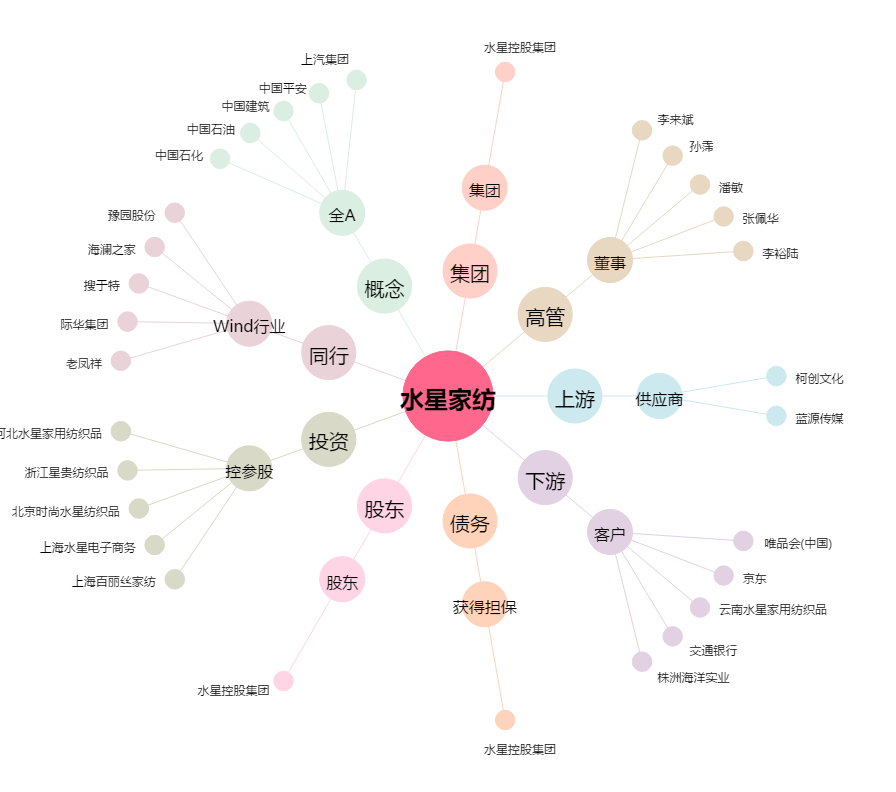 水星控股集团
上汽集团
中国平安
中国建筑
中国石油
中国石化
全A
概念
集团
集团
李来斌
孙霈
潘敏
张佩华
李裕陆
董事
高管
豫园股份
海澜之家
搜于特
际华集团
老凤祥
Wind行业
同行
水星家纺
上游
供应商
柯创文化
蓝源传媒
河北水星家用纺织品
浙江星贵纺织品
北京时尚水星纺织品
上海水星电子商务
上海百丽丝家纺
控参股
投资
股东
股东
水星控股集团
债务
获得担保
水星控股集团
下游
客户
唯品会(中国)
京东
云南水星家用纺织品
交通银行
株洲海洋实业